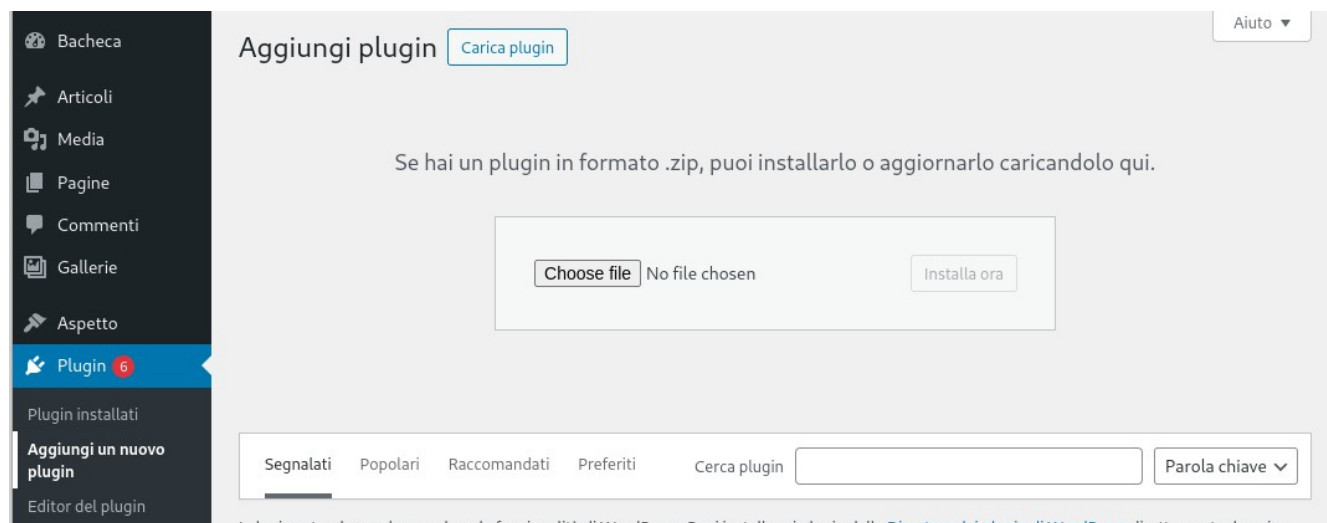 Bacheca
Articoli
Media
Pagine
Commenti
Gallerie
Aspetto
Plugin 6
Plugin installati
Aggiungi un nuovo
plugin
Editor del plugin
Aiuto
Aggiungi plugin Carica plugin
Se hai un plugin in formato .zip, puoi installarlo o aggiornarlo caricandolo qui.
Choose file No file chosen Installa ora
Segnalati Popolari Raccomandati Preferiti Cerca plugin Parola chiave